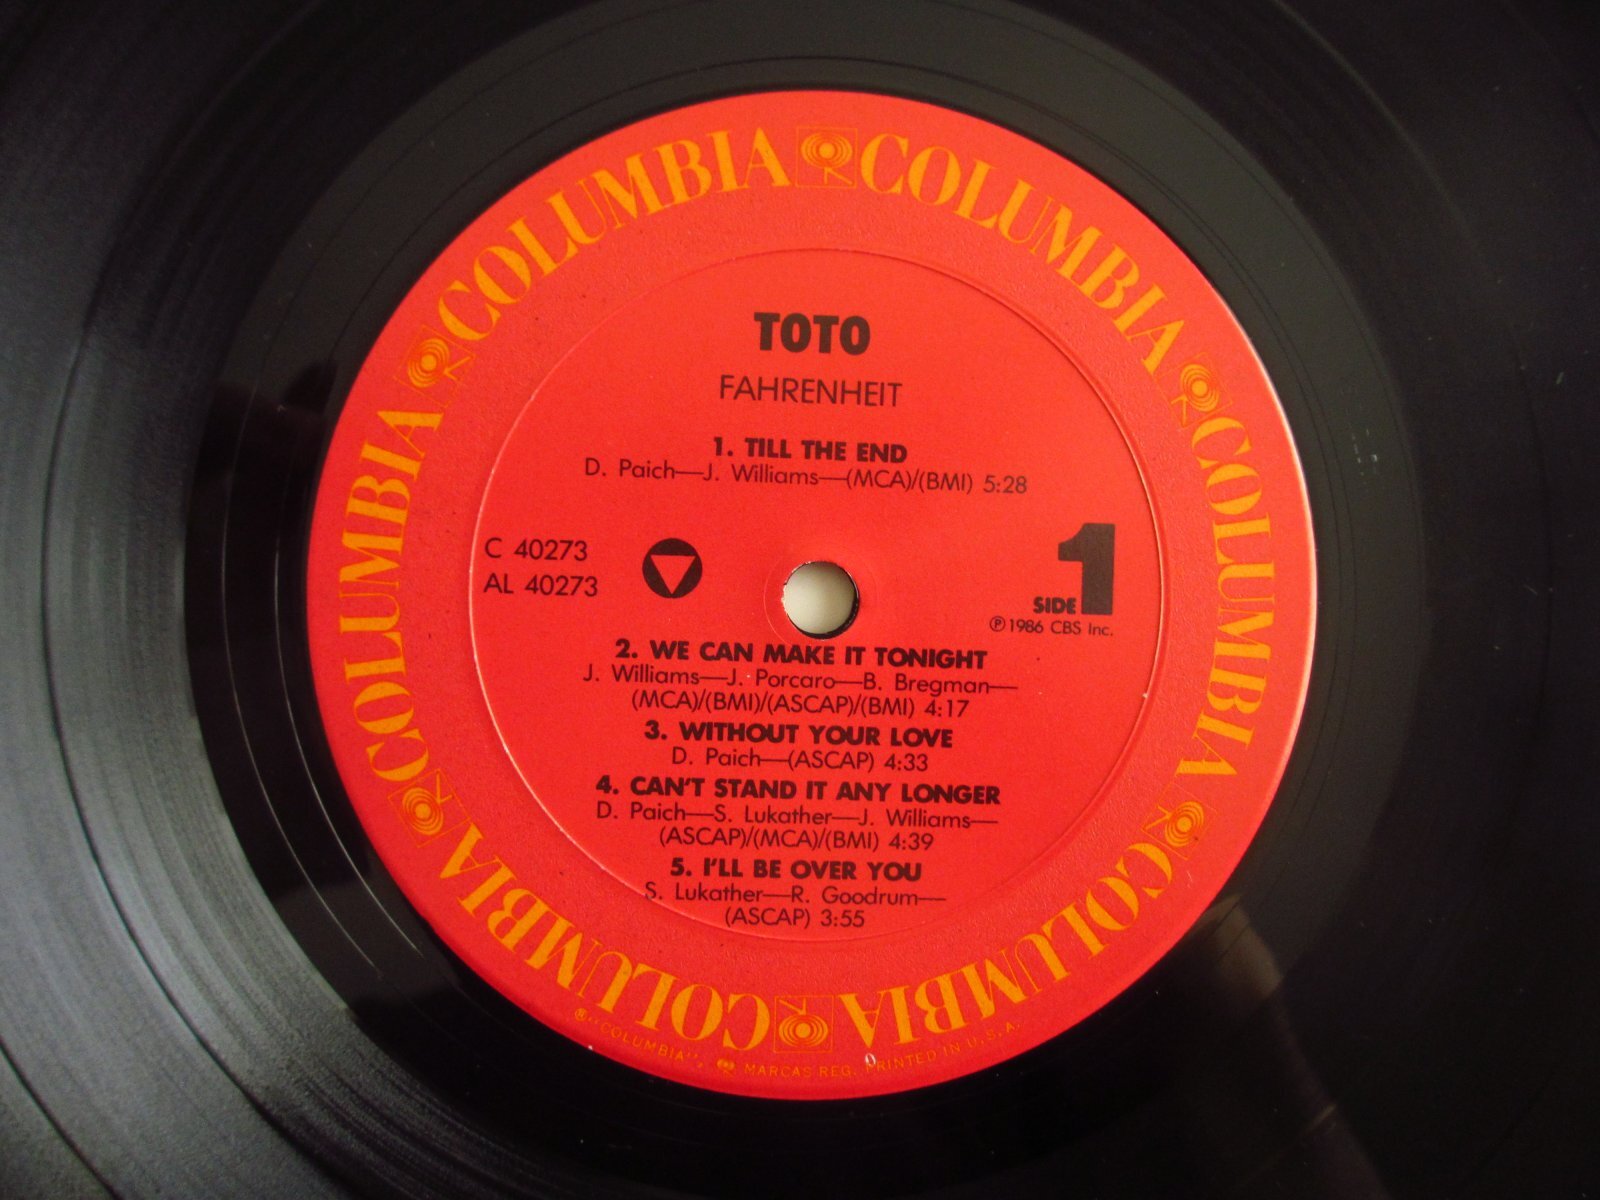 COLUMBIA COLUMBIA COLUMBIA COLUMBIA COLUMBIA COLUMBIA COLUMBIA COLUMBIA
TOTO
FAHRENHEIT
1. TILL THE END
D. Paich—J. Williams—(MCA)/(BMI) 5:28
C 40273
AL 40273
SIDE 1
℗ 1986 CBS Inc.
2. WE CAN MAKE IT TONIGHT
J. Williams—J. Porcaro—B. Bregman—
(MCA)/(BMI)/(ASCAP)/(BMI) 4:17
3. WITHOUT YOUR LOVE
D. Paich—(ASCAP) 4:33
4. CAN'T STAND IT ANY LONGER
D. Paich—S. Lukather—J. Williams—
(ASCAP)/(MCA)/(BMI) 4:39
5. I'LL BE OVER YOU
S. Lukather—R. Goodrum—
(ASCAP) 3:55
® "COLUMBIA", MARCAS REG. PRINTED IN U.S.A.